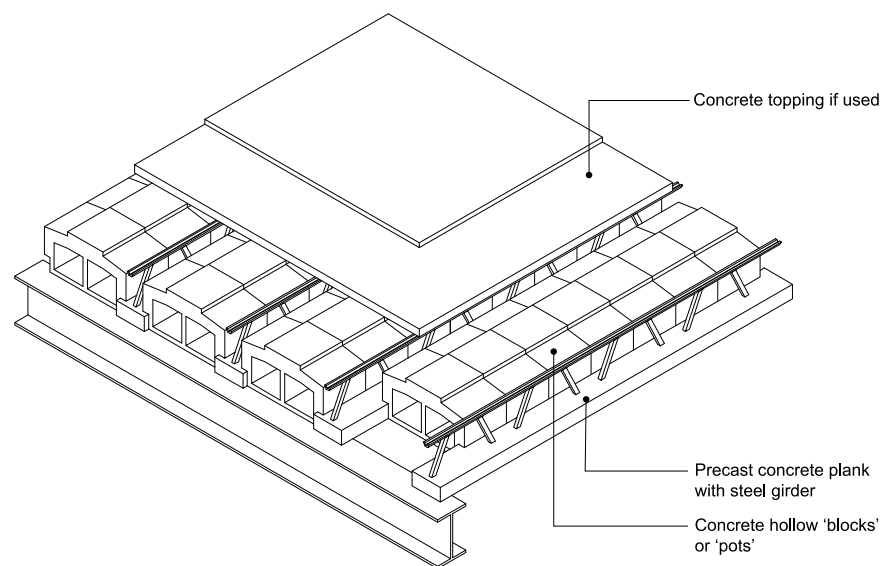 Concrete topping if used
Precast concrete plank
with steel girder
Concrete hollow ‘blocks’
or ‘pots’